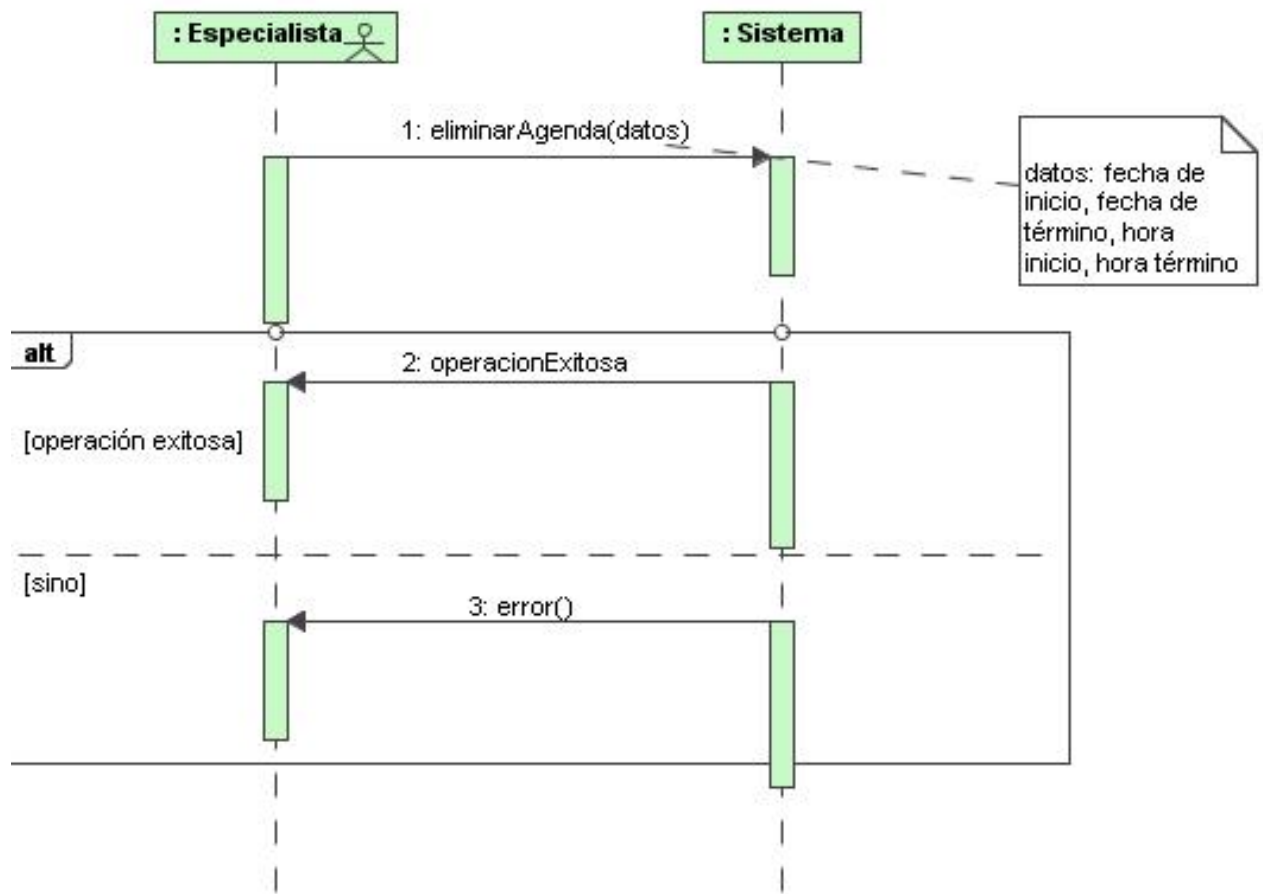 : Especialista
: Sistema
1: eliminarAgenda(datos)
datos: fecha de
inicio, fecha de
término, hora
inicio, hora término
alt
2: operacionExitosa
[operación exitosa]
[sino]
3: error()